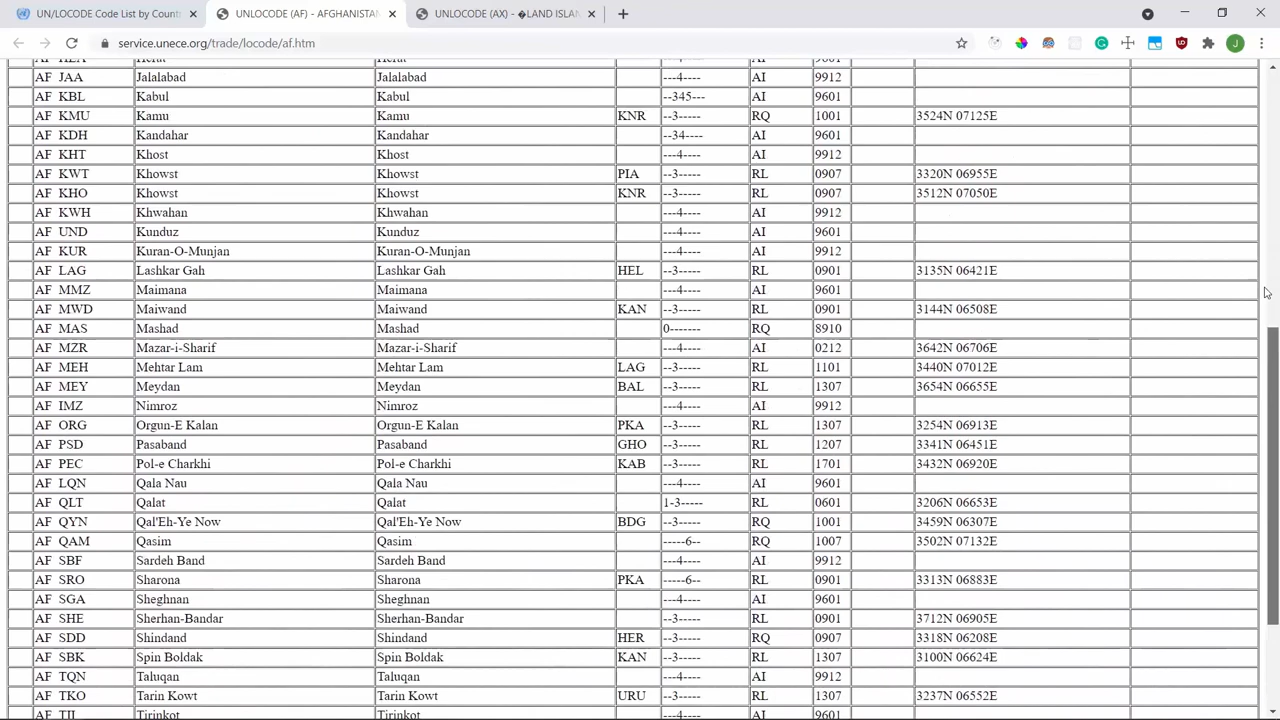 UN/LOCODE Code List by Count
UNLOCODE (AF) - AFGHANISTAN
UNLOCODE (AX) - �LAND ISLAN
service.unece.org/trade/locode/af.htm
J
AF HEA Herat Herat ---4---- AI 9601
AF JAA Jalalabad Jalalabad ---4---- AI 9912
AF KBL Kabul Kabul --345--- AI 9601
AF KMU Kamu Kamu KNR --3----- RQ 1001 3524N 07125E
AF KDH Kandahar Kandahar --34---- AI 9601
AF KHT Khost Khost ---4---- AI 9912
AF KWT Khowst Khowst PIA --3----- RL 0907 3320N 06955E
AF KHO Khowst Khowst KNR --3----- RL 0907 3512N 07050E
AF KWH Khwahan Khwahan ---4---- AI 9912
AF UND Kunduz Kunduz ---4---- AI 9601
AF KUR Kuran-O-Munjan Kuran-O-Munjan ---4---- AI 9912
AF LAG Lashkar Gah Lashkar Gah HEL --3----- RL 0901 3135N 06421E
AF MMZ Maimana Maimana ---4---- AI 9601
AF MWD Maiwand Maiwand KAN --3----- RL 0901 3144N 06508E
AF MAS Mashad Mashad 0------- RQ 8910
AF MZR Mazar-i-Sharif Mazar-i-Sharif ---4---- AI 0212 3642N 06706E
AF MEH Mehtar Lam Mehtar Lam LAG --3----- RL 1101 3440N 07012E
AF MEY Meydan Meydan BAL --3----- RL 1307 3654N 06655E
AF IMZ Nimroz Nimroz ---4---- AI 9912
AF ORG Orgun-E Kalan Orgun-E Kalan PKA --3----- RL 1307 3254N 06913E
AF PSD Pasaband Pasaband GHO --3----- RL 1207 3341N 06451E
AF PEC Pol-e Charkhi Pol-e Charkhi KAB --3----- RL 1701 3432N 06920E
AF LQN Qala Nau Qala Nau ---4---- AI 9601
AF QLT Qalat Qalat 1-3----- RL 0601 3206N 06653E
AF QYN Qal'Eh-Ye Now Qal'Eh-Ye Now BDG --3----- RQ 1001 3459N 06307E
AF QAM Qasim Qasim -----6-- RQ 1007 3502N 07132E
AF SBF Sardeh Band Sardeh Band ---4---- AI 9912
AF SRO Sharona Sharona PKA -----6-- RL 0901 3313N 06883E
AF SGA Sheghnan Sheghnan ---4---- AI 9601
AF SHE Sherhan-Bandar Sherhan-Bandar --3----- RL 0901 3712N 06905E
AF SDD Shindand Shindand HER --3----- RQ 0907 3318N 06208E
AF SBK Spin Boldak Spin Boldak KAN --3----- RL 1307 3100N 06624E
AF TQN Taluqan Taluqan ---4---- AI 9912
AF TKO Tarin Kowt Tarin Kowt URU --3----- RL 1307 3237N 06552E
AF TII Tirinkot Tirinkot ---4---- AI 9601